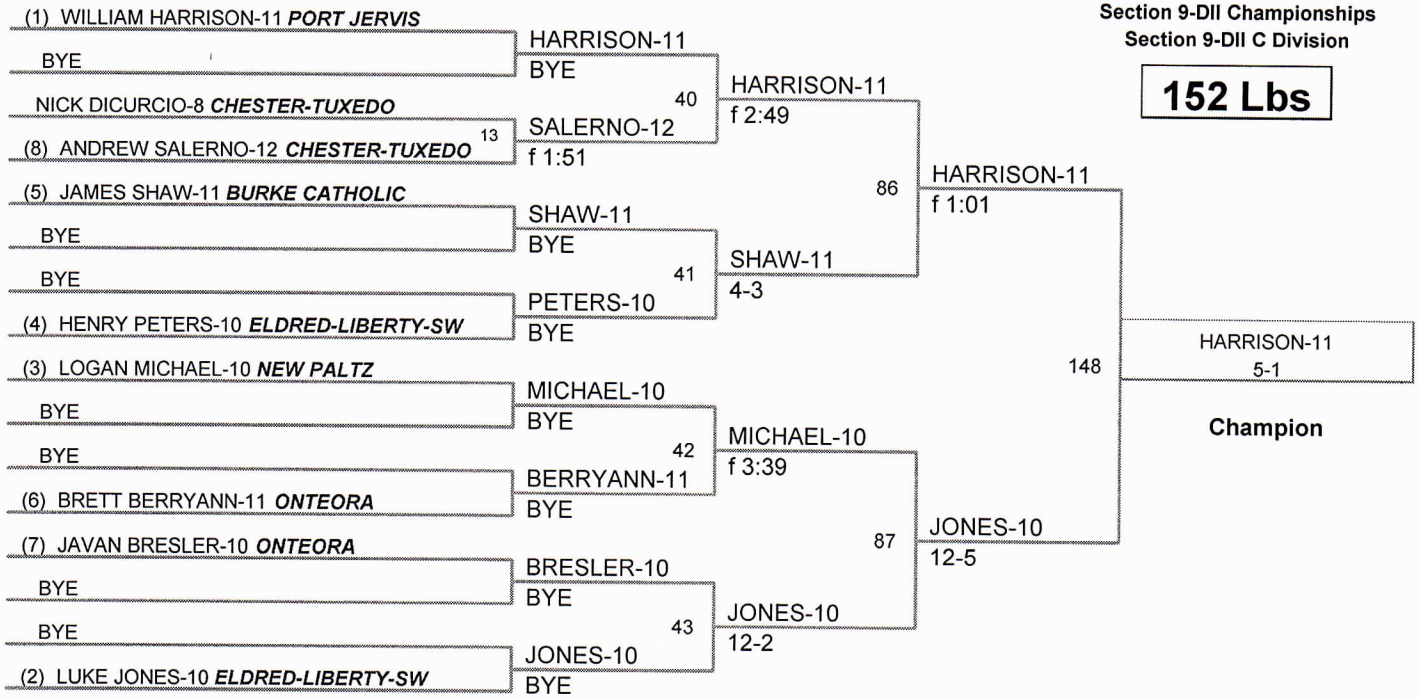 Section 9-DII Championships
Section 9-DII C Division
152 Lbs
(1) WILLIAM HARRISON-11 PORT JERVIS
BYE
NICK DICURCIO-8 CHESTER-TUXEDO
13
(8) ANDREW SALERNO-12 CHESTER-TUXEDO
(5) JAMES SHAW-11 BURKE CATHOLIC
BYE
BYE
(4) HENRY PETERS-10 ELDRED-LIBERTY-SW
(3) LOGAN MICHAEL-10 NEW PALTZ
BYE
BYE
(6) BRETT BERRYANN-11 ONTEORA
(7) JAVAN BRESLER-10 ONTEORA
BYE
BYE
(2) LUKE JONES-10 ELDRED-LIBERTY-SW
HARRISON-11
BYE
40
SALERNO-12
f 1:51
SHAW-11
BYE
41
PETERS-10
BYE
MICHAEL-10
BYE
42
BERRYANN-11
BYE
BRESLER-10
BYE
43
JONES-10
BYE
HARRISON-11
f 2:49
86
SHAW-11
4-3
MICHAEL-10
f 3:39
87
JONES-10
12-2
HARRISON-11
f 1:01
148
JONES-10
12-5
HARRISON-11
5-1
Champion